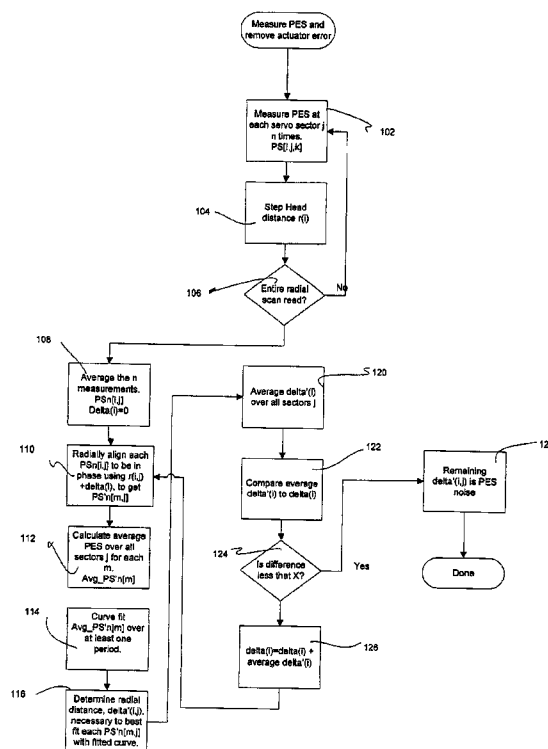 Measure PES and
remove actuator error
Measure PES at
each servo sector j
n times.
PS[i,j,k]
102
Step Head
distance r(i)
104
Entire radial
scan read?
106
No
108
Average the n
measurements.
PSn[i,j]
Delta(i)=0
110
Radially align each
PSn[i,j] to be in
phase using r(i,j)
+delta(i), to get
PS'n[m,j]
112
Calculate average
PES over all
sectors j for each
m.
Avg_PS'n[m]
114
Curve fit
Avg_PS'n[m] over
at least one
period.
116
Determine radial
distance, delta'(i,j),
necessary to best
fit each PS'n[m,j]
with fitted curve.
120
Average delta'(i)
over all sectors j
122
Compare average
delta'(i) to delta(i)
124
Is difference
less that X?
Yes
126
delta(i)=delta(i) +
average delta'(i)
12
Remaining
delta'(i,j) is PES
noise
Done